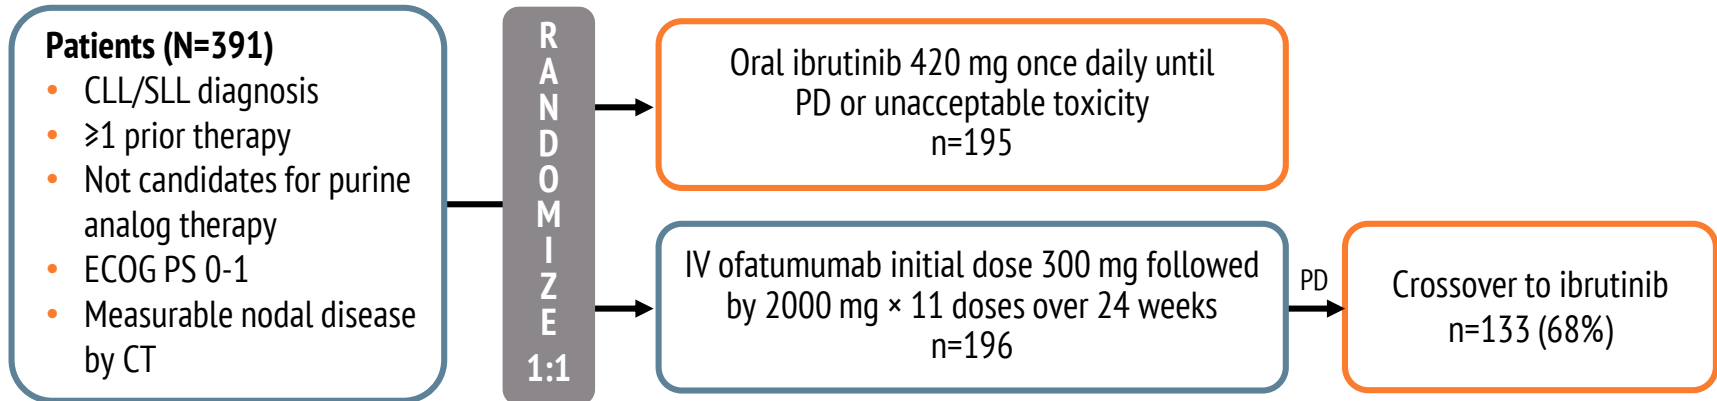 Patients (N=391)
• CLL/SLL diagnosis
• ≥1 prior therapy
• Not candidates for purine
analog therapy
• ECOG PS 0-1
• Measurable nodal disease
by CT
RANDOMIZE
1:1
Oral ibrutinib 420 mg once daily until
PD or unacceptable toxicity
n=195
IV ofatumumab initial dose 300 mg followed
by 2000 mg × 11 doses over 24 weeks
n=196
PD
Crossover to ibrutinib
n=133 (68%)